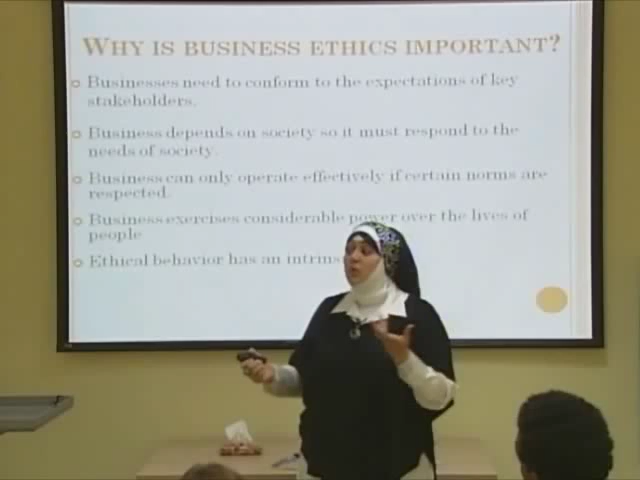 WHY IS BUSINESS ETHICS IMPORTANT?
Businesses need to conform to the expectations of key
stakeholders.
Business depends on society so it must respond to the
needs of society.
Business can only operate effectively if certain norms are
respected.
Business exercises considerable power over the lives of
people
Ethical behavior has an